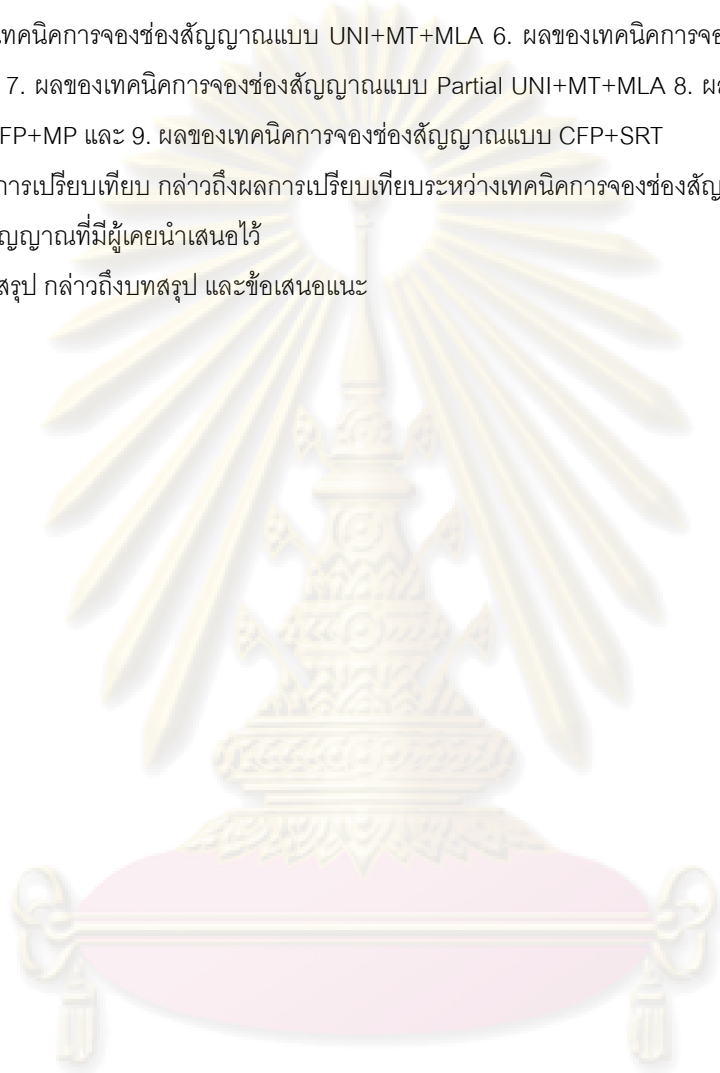 เทคนิคการจองช่องสัญญาณแบบ UNI+MT+MLA 6. ผลของเทคนิคการจอ
7. ผลของเทคนิคการจองช่องสัญญาณแบบ Partial UNI+MT+MLA 8. ผล
FP+MP และ 9. ผลของเทคนิคการจองช่องสัญญาณแบบ CFP+SRT
การเปรียบเทียบ กล่าวถึงผลการเปรียบเทียบระหว่างเทคนิคการจองช่องสัญ
ญญาณที่มีผู้เคยนำเสนอไว้
สรุป กล่าวถึงบทสรุป และข้อเสนอแนะ